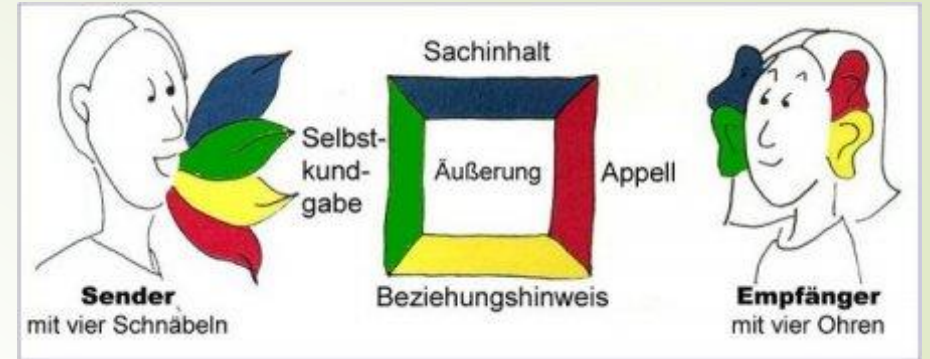 Sachinhalt
Selbst-
kund-
gabe
Äußerung
Appell
Beziehungshinweis
Sender
mit vier Schnäbeln
Empfänger
mit vier Ohren